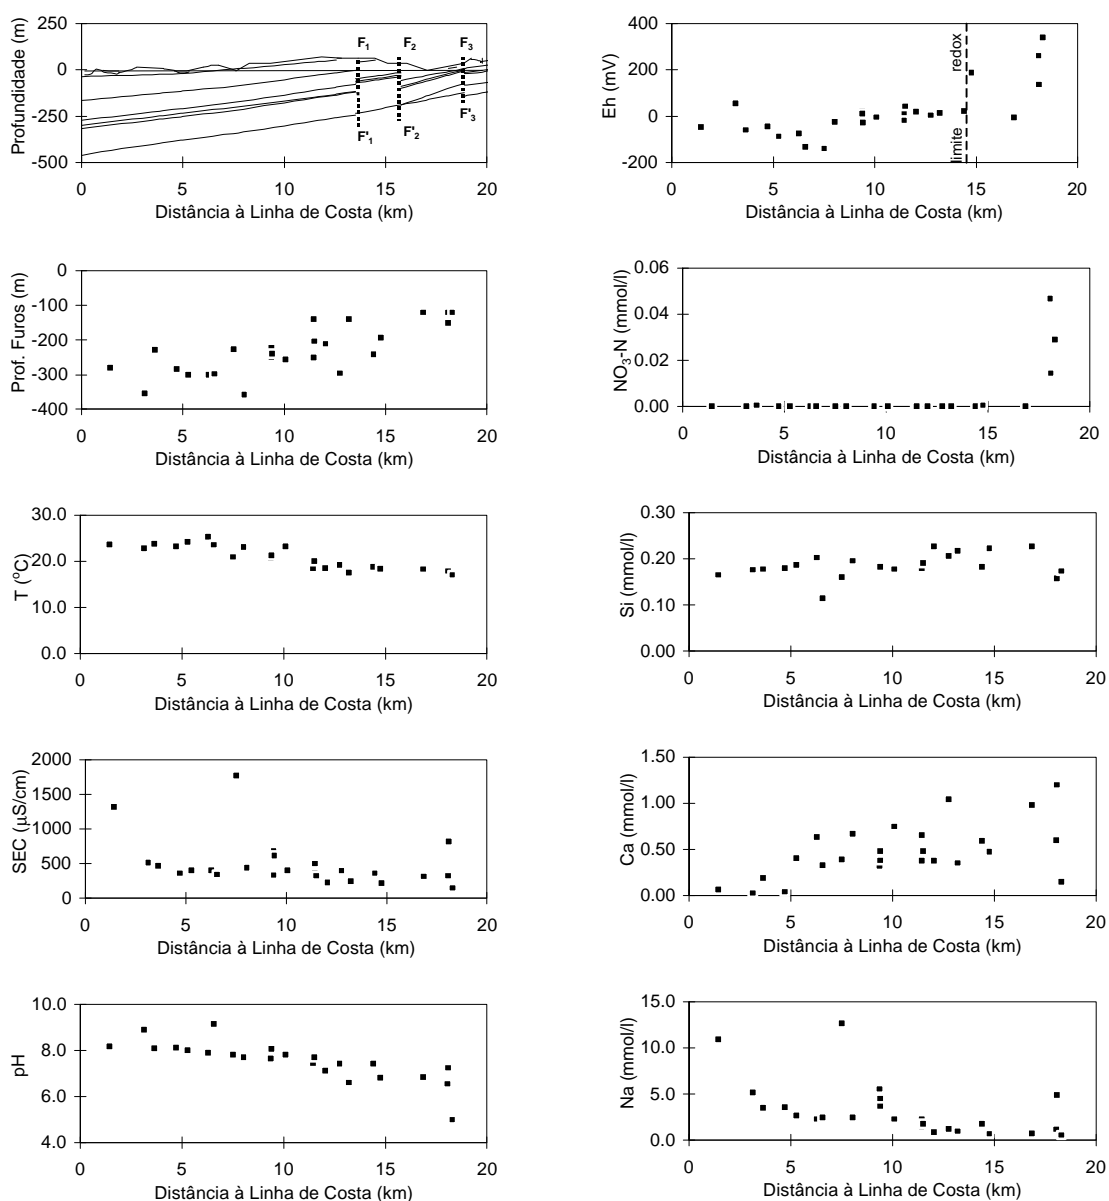 Profundidade (m)
250
0
-250
-500
F1
F2
F3
F'1
F'2
F'3
0 5 10 15 20
Distância à Linha de Costa (km)
Eh (mV)
400
200
0
-200
limite redox
0 5 10 15 20
Distância à Linha de Costa (km)
Prof. Furos (m)
0
-100
-200
-300
-400
0 5 10 15 20
Distância à Linha de Costa (km)
NO3-N (mmol/l)
0.06
0.04
0.02
0.00
0 5 10 15 20
Distância à Linha de Costa (km)
T (°C)
30.0
20.0
10.0
0.0
0 5 10 15 20
Distância à Linha de Costa (km)
Si (mmol/l)
0.30
0.20
0.10
0.00
0 5 10 15 20
Distância à Linha de Costa (km)
SEC (µS/cm)
2000
1500
1000
500
0
0 5 10 15 20
Distância à Linha de Costa (km)
Ca (mmol/l)
1.50
1.00
0.50
0.00
0 5 10 15 20
Distância à Linha de Costa (km)
pH
10.0
8.0
6.0
4.0
0 5 10 15 20
Distância à Linha de Costa (km)
Na (mmol/l)
15.0
10.0
5.0
0.0
0 5 10 15 20
Distância à Linha de Costa (km)